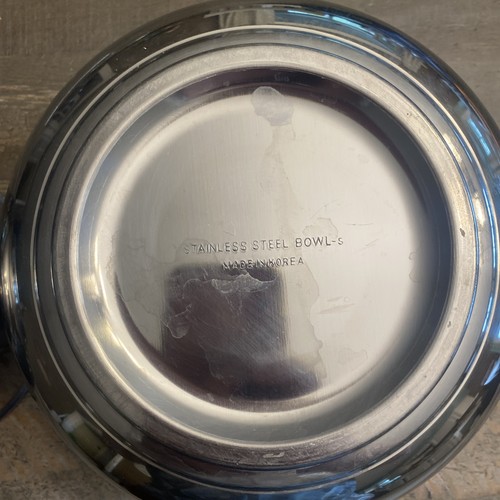 STAINLESS STEEL BOWL-S
MADE IN KOREA